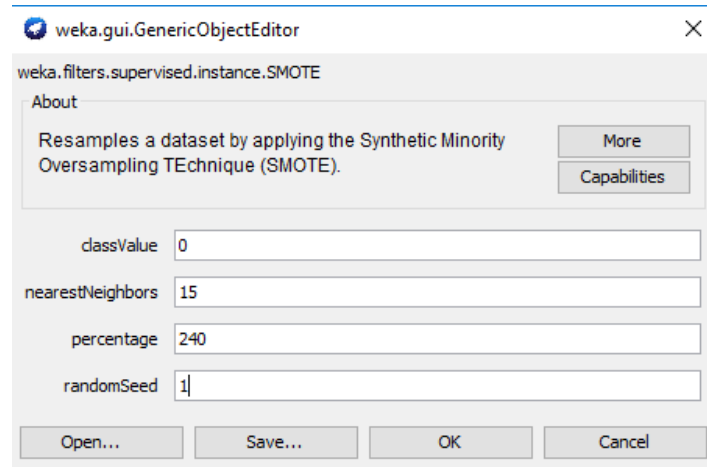 weka.gui.GenericObjectEditor
weka.filters.supervised.instance.SMOTE
About
Resamples a dataset by applying the Synthetic Minority
Oversampling TEchnique (SMOTE).
More
Capabilities
classValue 0
nearestNeighbors 15
percentage 240
randomSeed 1
Open... Save... OK Cancel